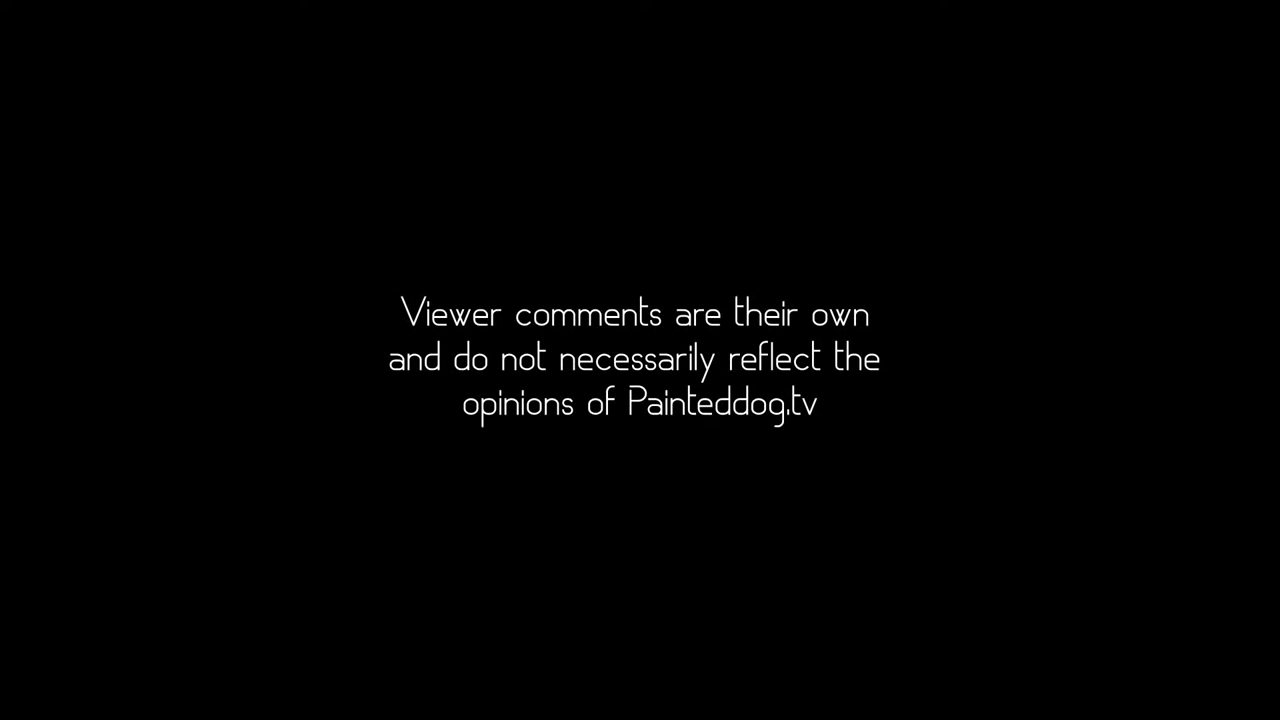 Viewer comments are their own
and do not necessarily reflect the
opinions of Painteddog.tv